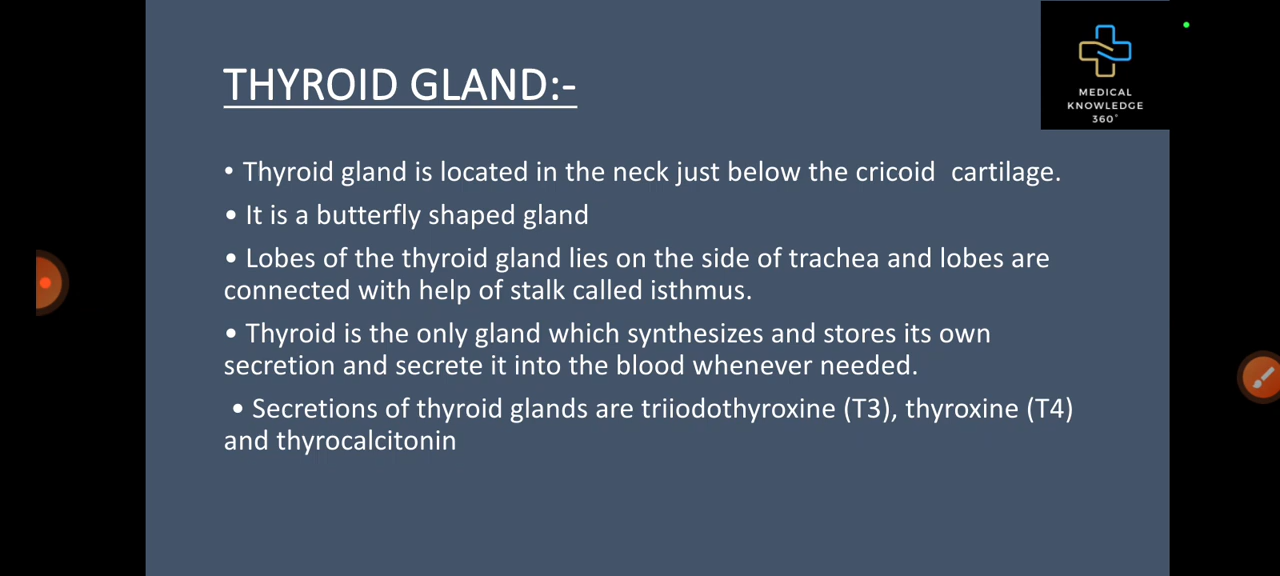 MEDICAL
KNOWLEDGE
360°
THYROID GLAND:-
• Thyroid gland is located in the neck just below the cricoid cartilage.
• It is a butterfly shaped gland
• Lobes of the thyroid gland lies on the side of trachea and lobes are
connected with help of stalk called isthmus.
• Thyroid is the only gland which synthesizes and stores its own
secretion and secrete it into the blood whenever needed.
• Secretions of thyroid glands are triiodothyroxine (T3), thyroxine (T4)
and thyrocalcitonin